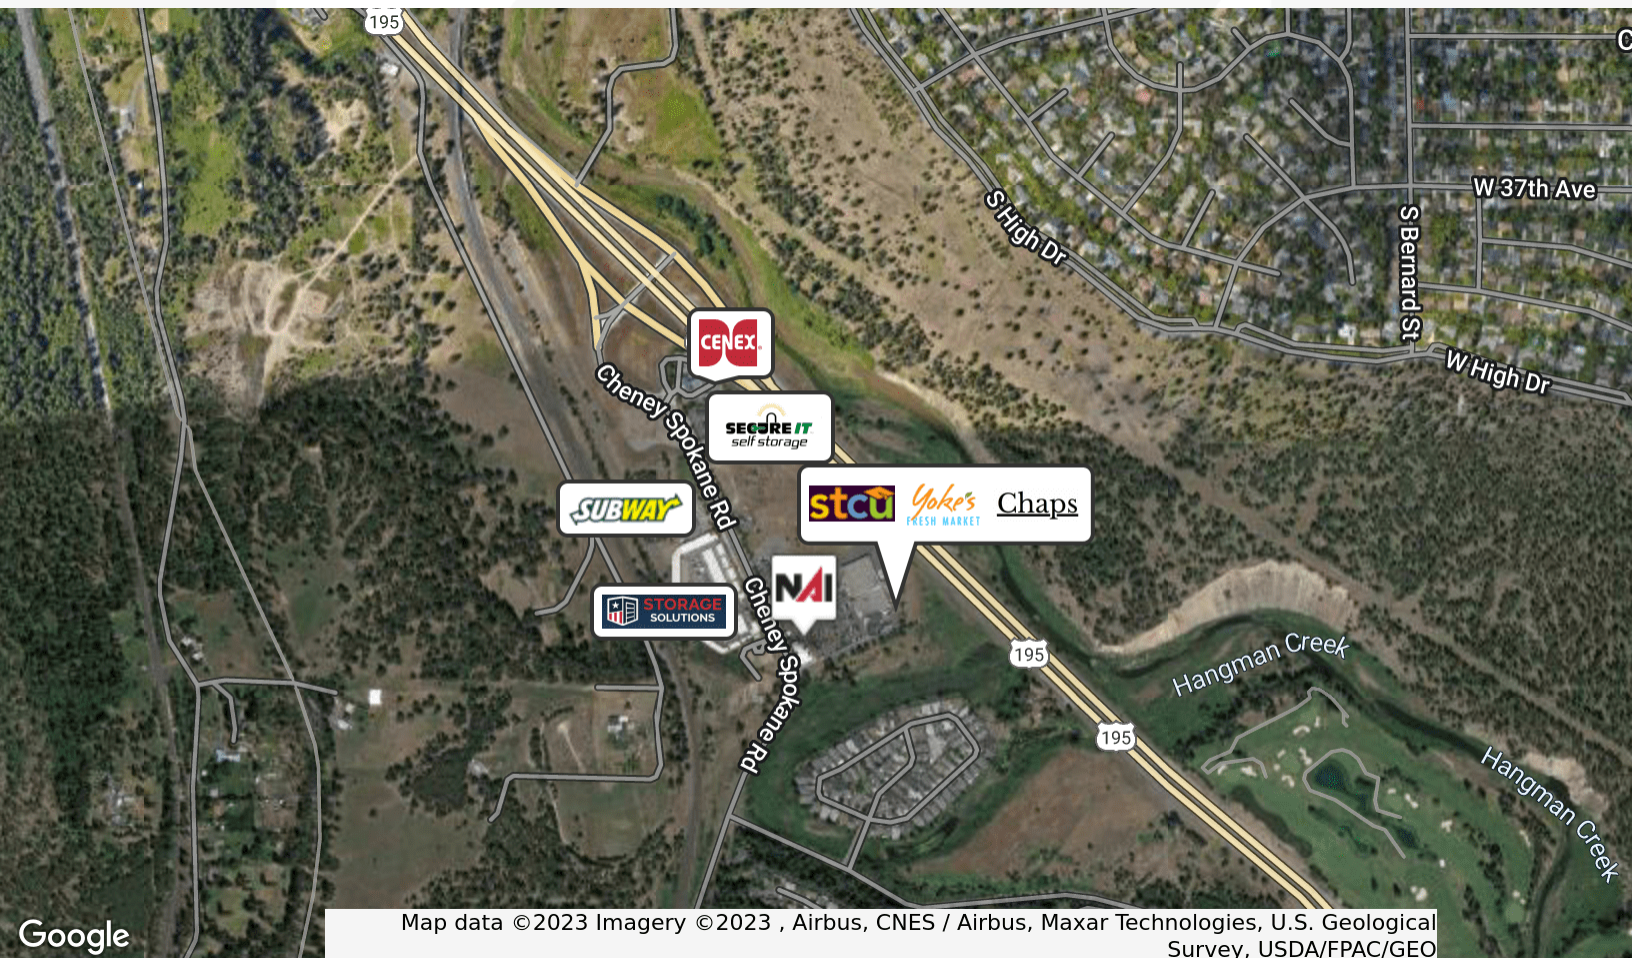 195
C
W 37th Ave
S High Dr
S Bernard St
W High Dr
CENEX
Cheney Spokane Rd
SECURE IT
self storage
SUBWAY
stcu
Yoke's
FRESH MARKET
Chaps
NAI
STORAGE
SOLUTIONS
Cheney Spokane Rd
195
Hangman Creek
195
Hangman Creek
Google
Map data ©2023 Imagery ©2023 , Airbus, CNES / Airbus, Maxar Technologies, U.S. Geological
Survey, USDA/FPAC/GEO